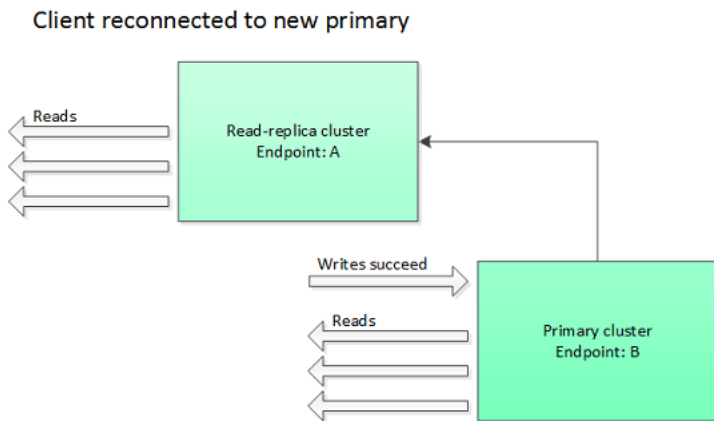 Client reconnected to new primary
Reads
Read-replica cluster
Endpoint: A
Writes succeed
Reads
Primary cluster
Endpoint: B